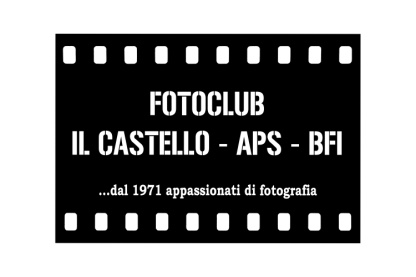 FOTOCLUB
IL CASTELLO - APS - BFI
...dal 1971 appassionati di fotografia